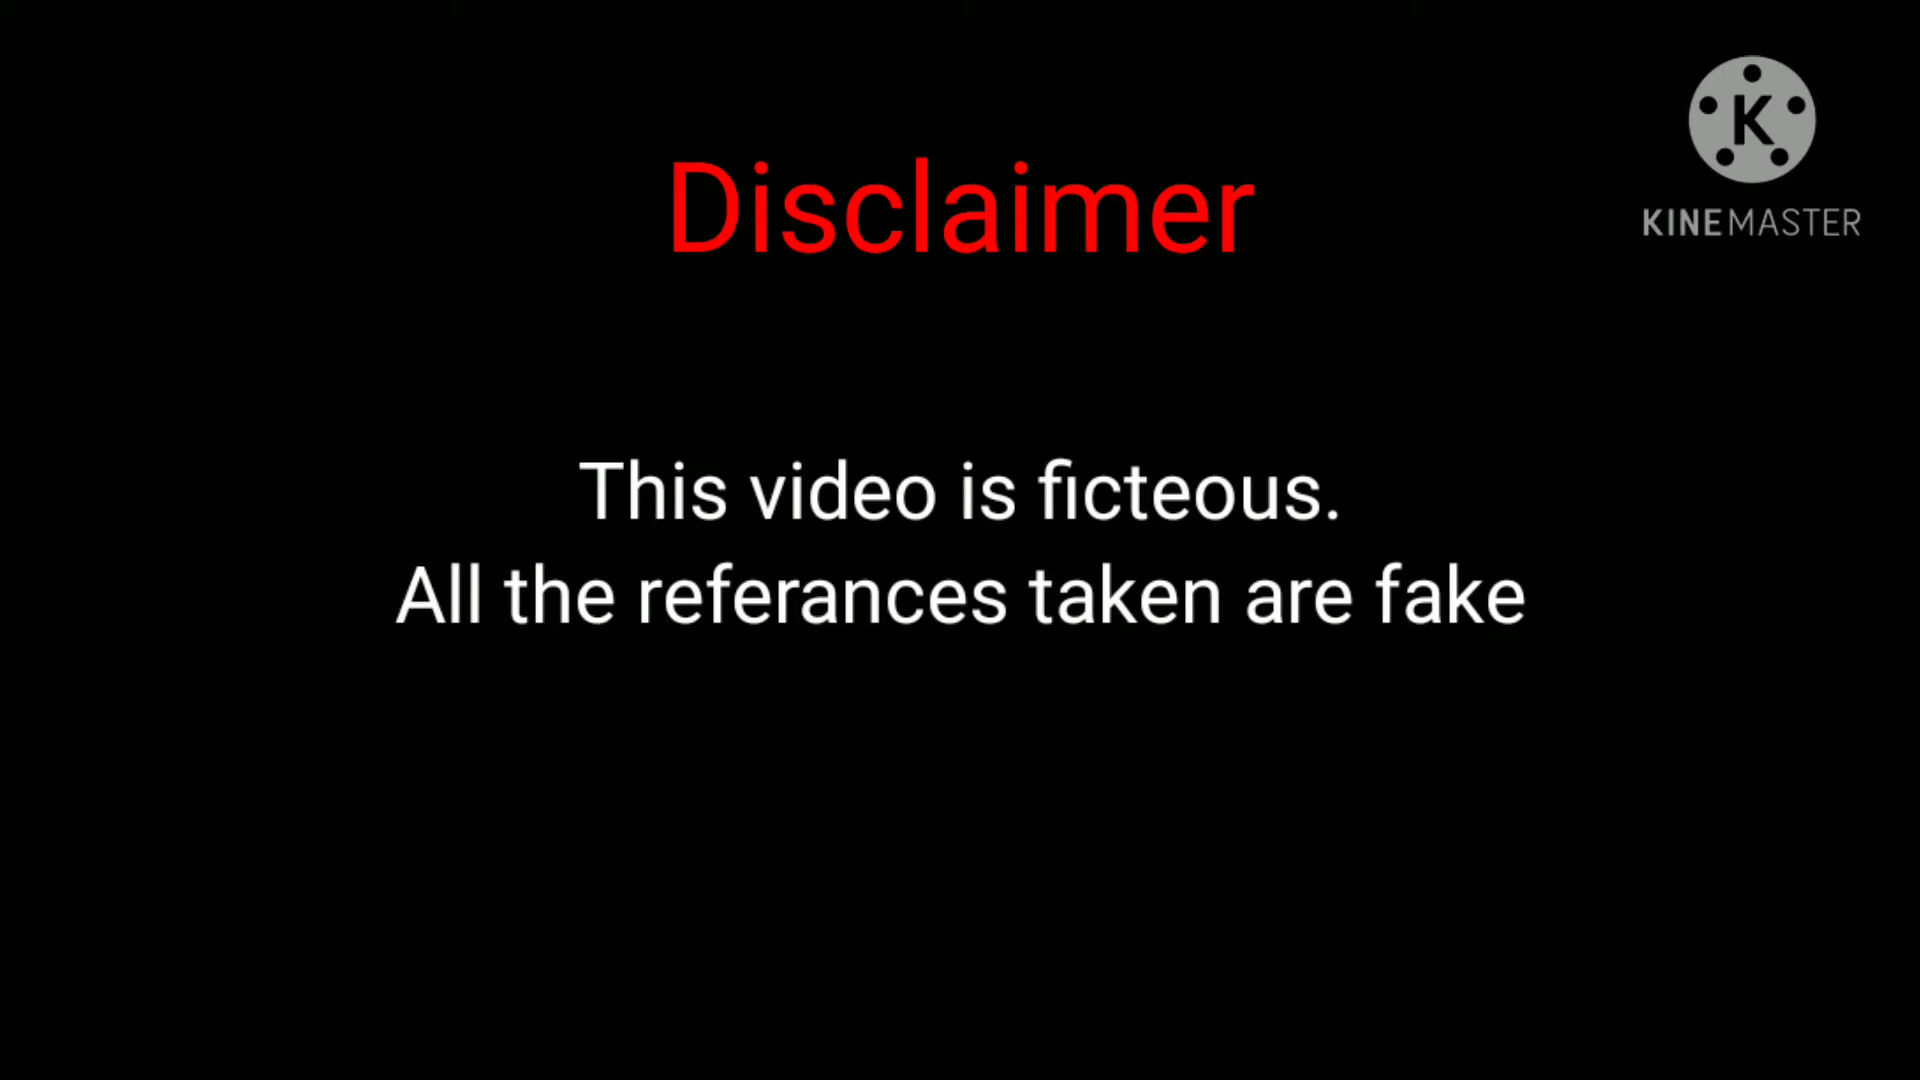 K
KINEMASTER
Disclaimer
This video is ficteous.
All the referances taken are fake